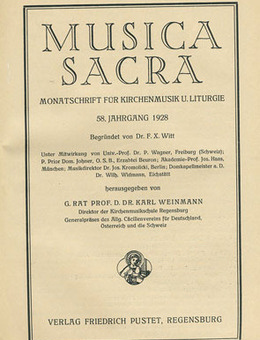 MUSICA
SACRA
MONATSCHRIFT FÜR KIRCHENMUSIK U. LITURGIE
58. JAHRGANG 1928
Begründet von Dr. F. X. Witt
Unter Mitwirkung von Univ.-Prof. Dr. P. Wagner, Freiburg (Schweiz);
P. Prior Dom. Johner, O. S. B., Erzabtei Beuron; Akademie-Prof. Jos. Haas,
München; Musikdirektor Dr. Jos. Kromolicki, Berlin; Domkapellmeister a. D.
Dr. Wilh. Widmann, Eichstätt
herausgegeben von
G. RAT PROF. D. DR. KARL WEINMANN
Direktor der Kirchenmusikschule Regensburg
Generalpräses des Allg. Cäcilienvereins für Deutschland,
Österreich und die Schweiz
VERLAG FRIEDRICH PUSTET, REGENSBURG